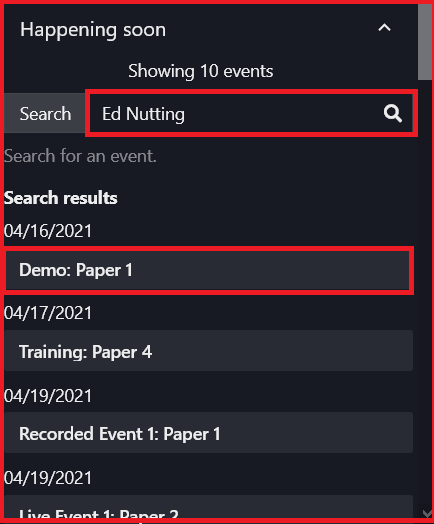 Happening soon
Showing 10 events
Search Ed Nutting
Search for an event.
Search results
04/16/2021
Demo: Paper 1
04/17/2021
Training: Paper 4
04/19/2021
Recorded Event 1: Paper 1
04/19/2021
Live Event 1: Paper 2